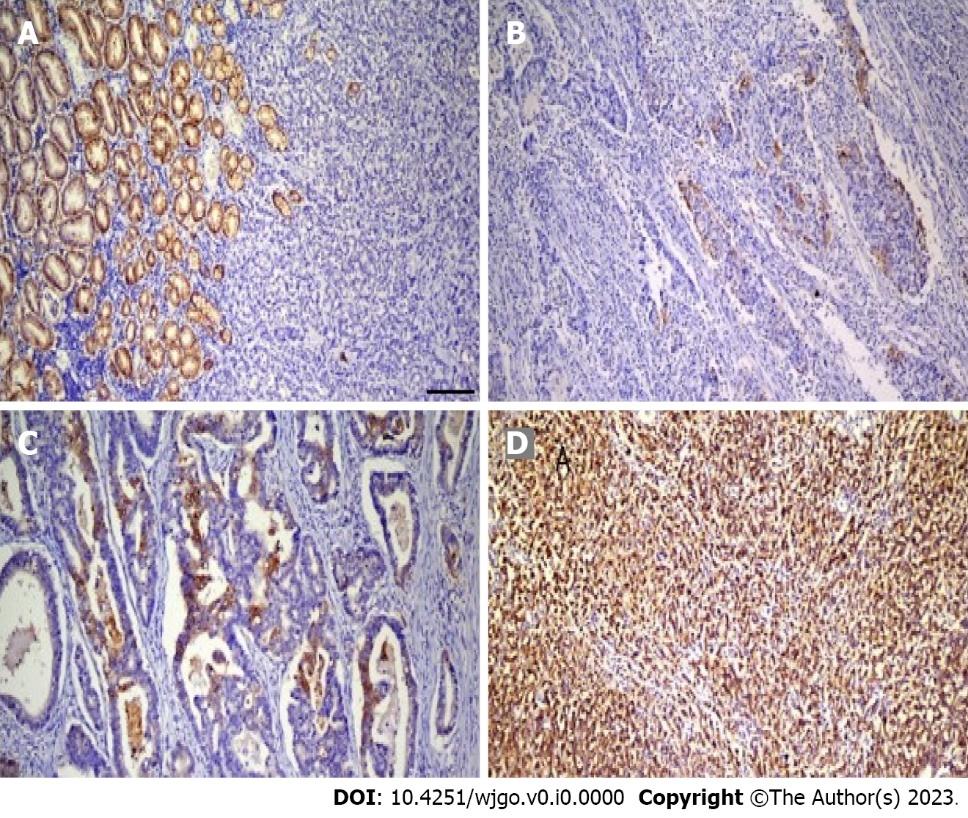 A
B
C
D
A
DOI: 10.4251/wjgo.v0.i0.0000 Copyright ©The Author(s) 2023.